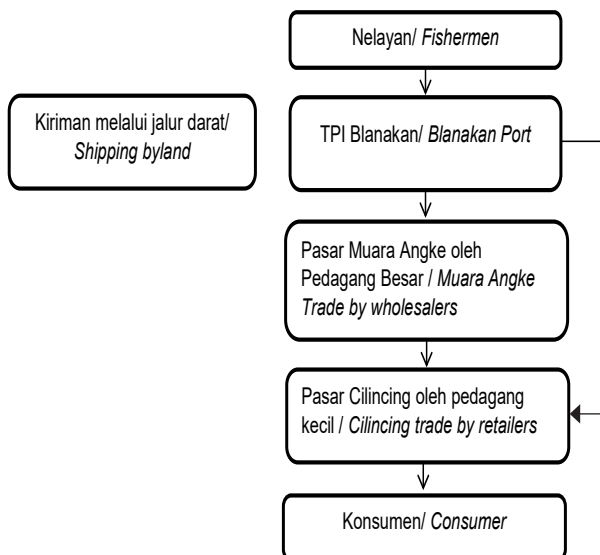 Nelayan/ Fishermen
Kiriman melalui jalur darat/
Shipping byland
TPI Blanakan/ Blanakan Port
Pasar Muara Angke oleh
Pedagang Besar / Muara Angke
Trade by wholesalers
Pasar Cilincing oleh pedagang
kecil / Cilincing trade by retailers
Konsumen/ Consumer